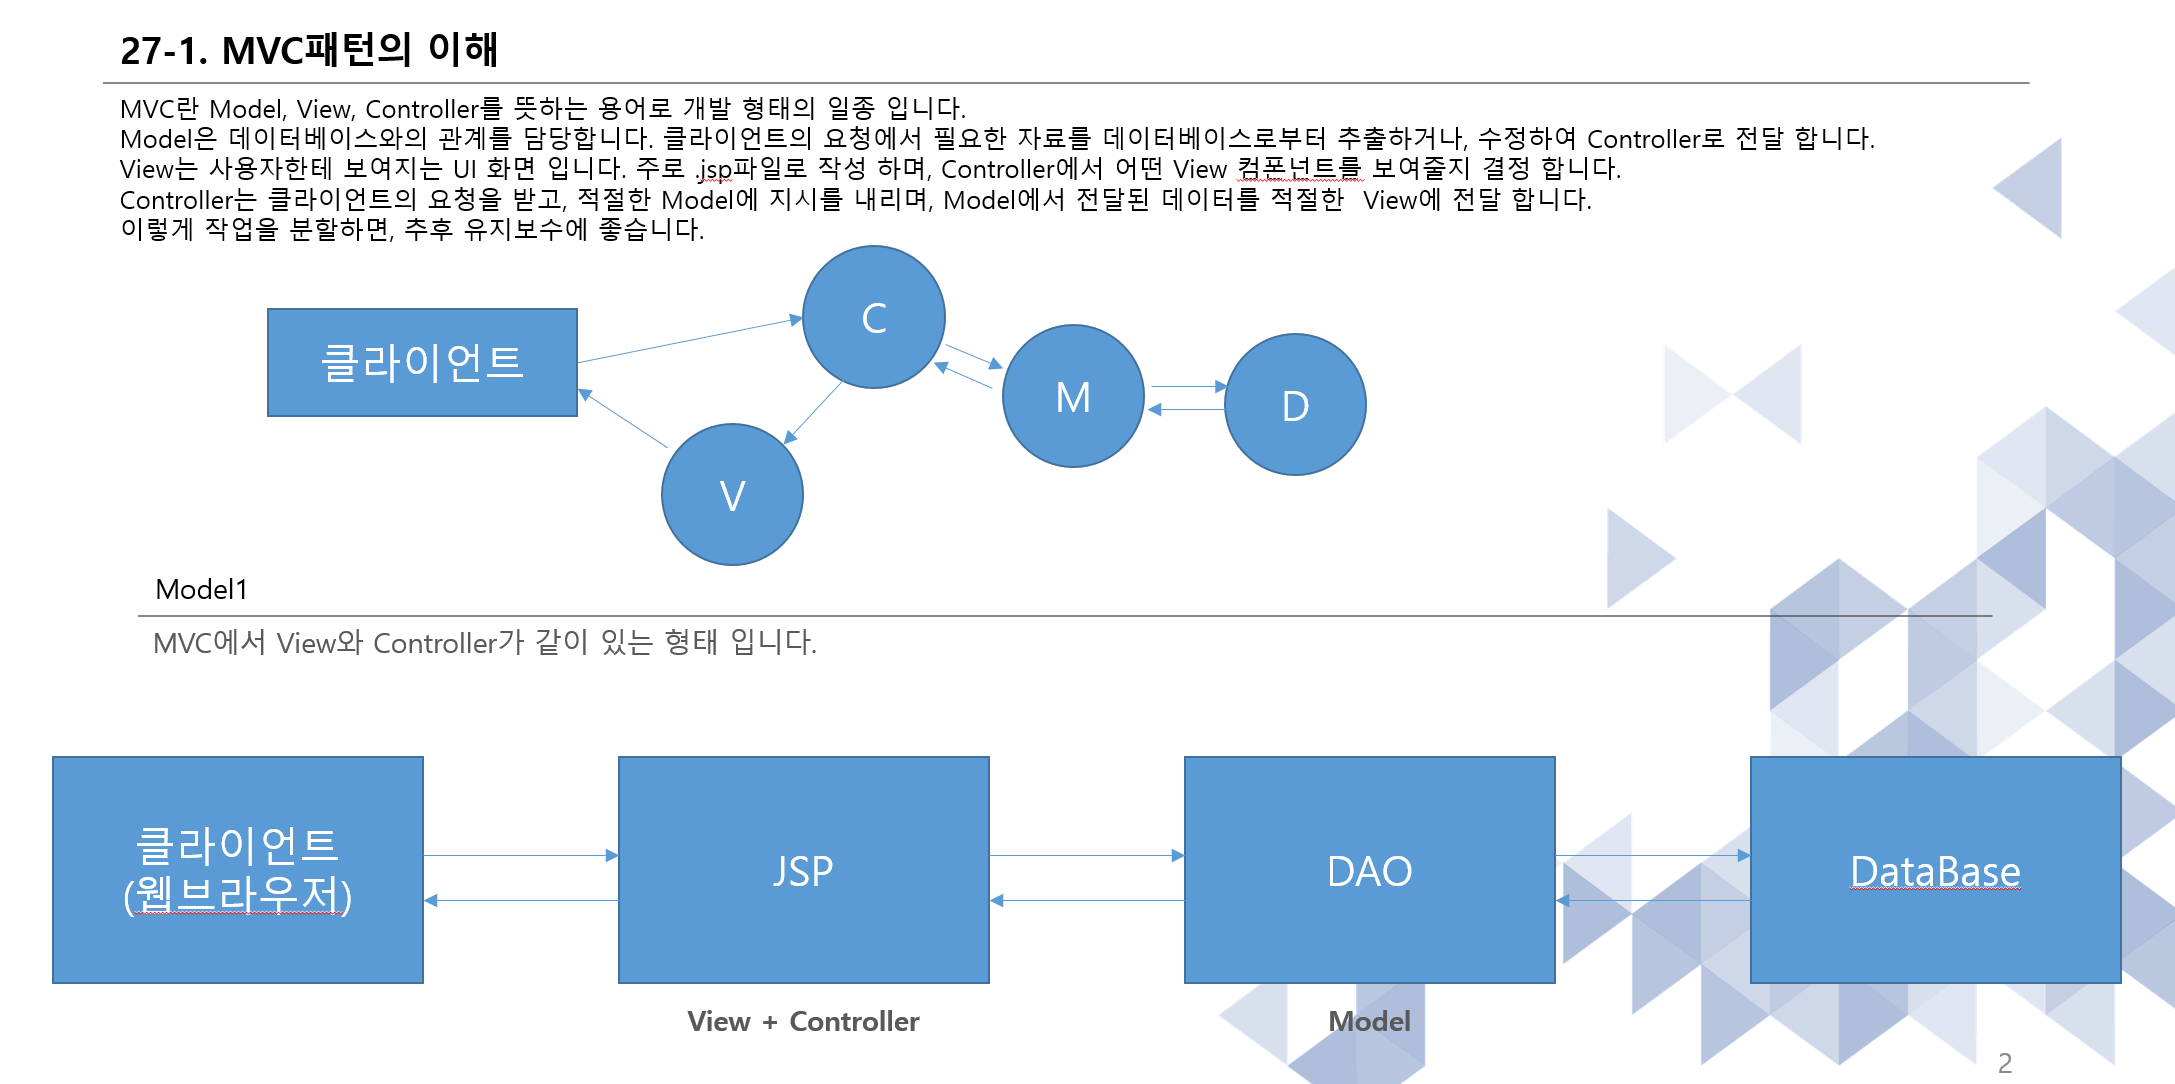 27-1. MVC패턴의 이해
MVC란 Model, View, Controller를 뜻하는 용어로 개발 형태의 일종 입니다.
Model은 데이터베이스와의 관계를 담당합니다. 클라이언트의 요청에서 필요한 자료를 데이터베이스로부터 추출하거나, 수정하여 Controller로 전달 합니다.
View는 사용자한테 보여지는 UI 화면 입니다. 주로 .jsp파일로 작성 하며, Controller에서 어떤 View 컴폰넌트를 보여줄지 결정 합니다.
Controller는 클라이언트의 요청을 받고, 적절한 Model에 지시를 내리며, Model에서 전달된 데이터를 적절한 View에 전달 합니다.
이렇게 작업을 분할하면, 추후 유지보수에 좋습니다.
클라이언트
C
M
D
V
Model1
MVC에서 View와 Controller가 같이 있는 형태 입니다.
클라이언트
(웹브라우저)
JSP
DAO
DataBase
View + Controller
Model
2